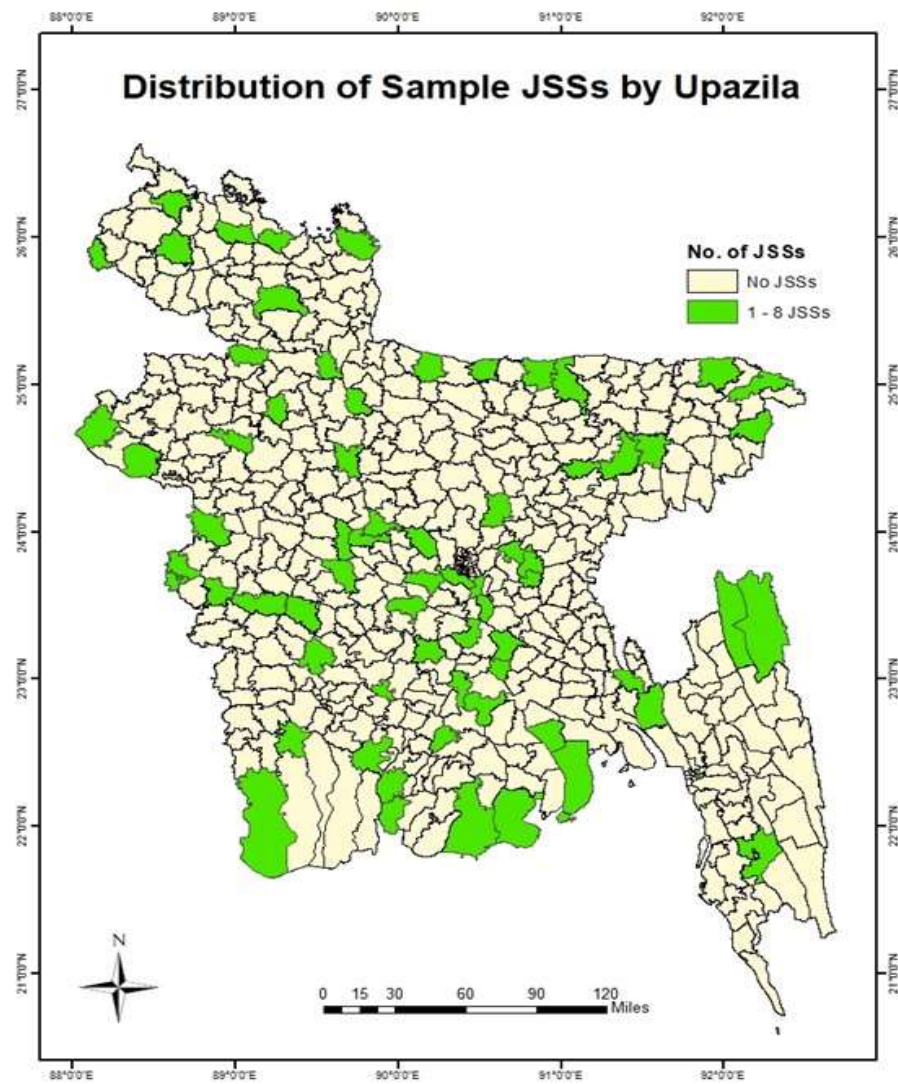 88°0'0"E 89°0'0"E 90°0'0"E 91°0'0"E 92°0'0"E
Distribution of Sample JSSs by Upazila
27°0'0"N 27°0'0"N
26°0'0"N 26°0'0"N
No. of JSSs
No JSSs
1 - 8 JSSs
25°0'0"N 25°0'0"N
24°0'0"N 24°0'0"N
23°0'0"N 23°0'0"N
22°0'0"N 22°0'0"N
N
21°0'0"N 21°0'0"N
0 15 30 60 90 120
Miles
88°0'0"E 89°0'0"E 90°0'0"E 91°0'0"E 92°0'0"E